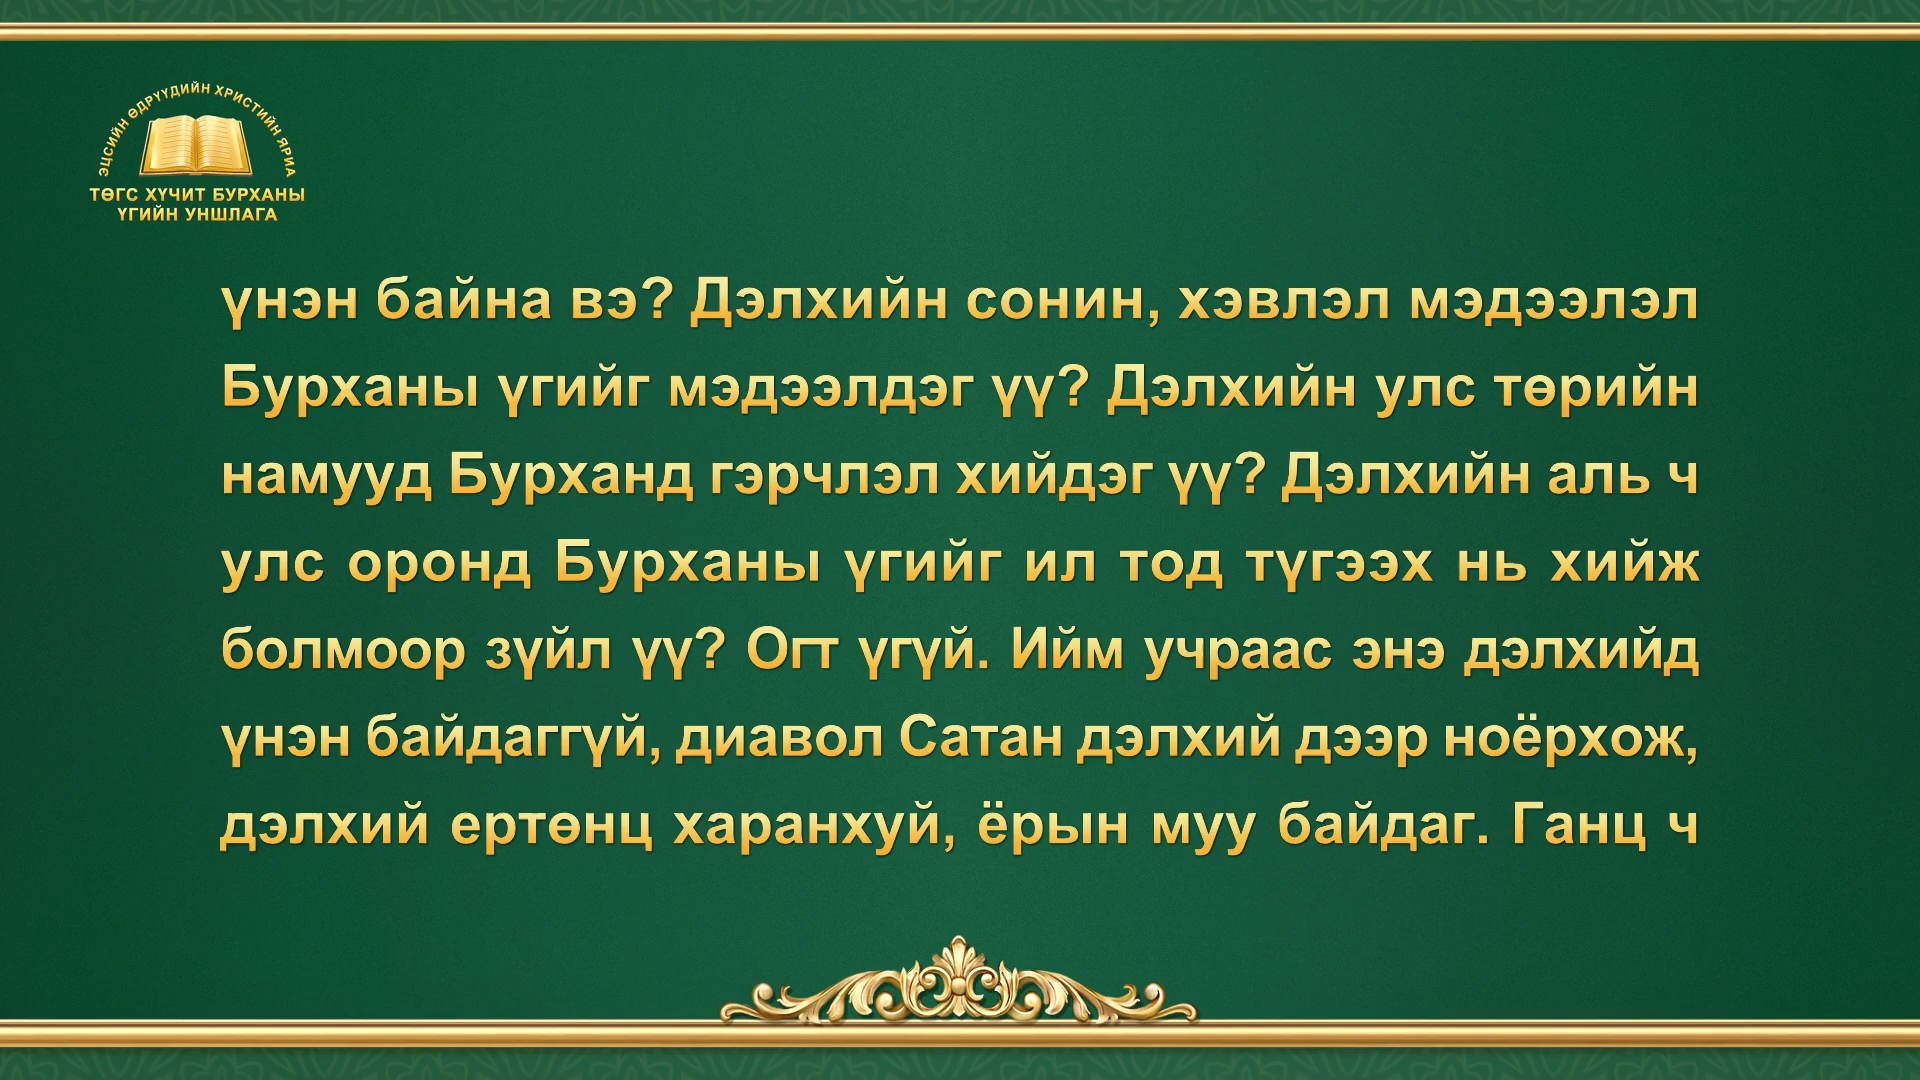 ЭЦСИЙН ӨДРҮҮДИЙН ХРИСТИЙН ЯРИА
ТӨГС ХҮЧИТ БУРХАНЫ
ҮГИЙН УНШЛАГА
үнэн байна вэ? Дэлхийн сонин, хэвлэл мэдээлэл
Бурханы үгийг мэдээлдэг үү? Дэлхийн улс төрийн
намууд Бурханд гэрчлэл хийдэг үү? Дэлхийн аль ч
улс оронд Бурханы үгийг ил тод түгээх нь хийж
болмоор зүйл үү? Огт үгүй. Ийм учраас энэ дэлхийд
үнэн байдаггүй, диавол Сатан дэлхий дээр ноёрхож,
дэлхий ертөнц харанхуй, ёрын муу байдаг. Ганц ч